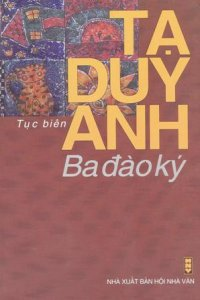 TẠ
DUY
Tục biên
ANH
Ba đào ký
NHÀ XUẤT BẢN HỘI NHÀ VĂN